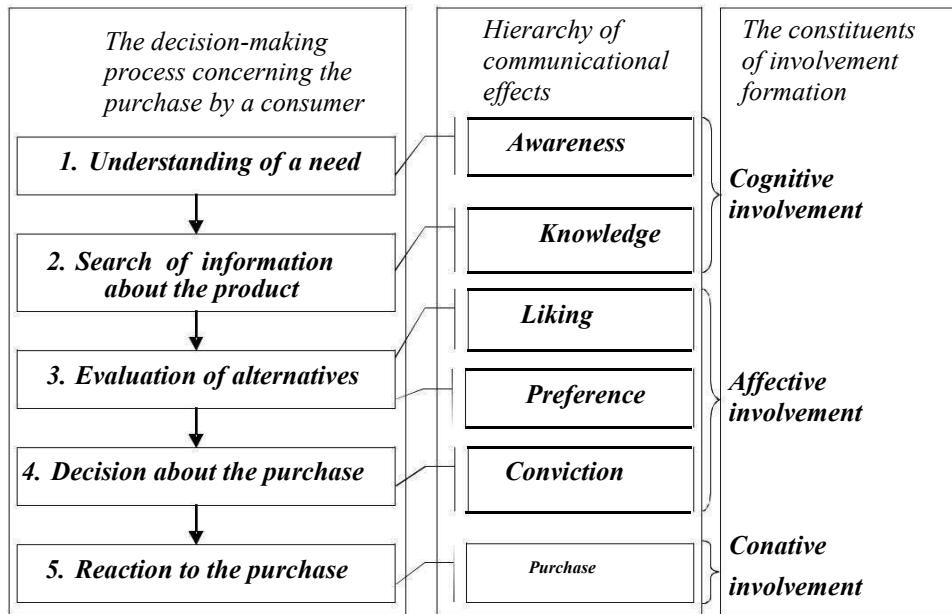 The decision-making
process concerning the
purchase by a consumer
1. Understanding of a need
2. Search of information
about the product
3. Evaluation of alternatives
4. Decision about the purchase
5. Reaction to the purchase
Hierarchy of
communicational
effects
Awareness
Knowledge
Liking
Preference
Conviction
Purchase
The constituents
of involvement
formation
Cognitive
involvement
Affective
involvement
Conative
involvement